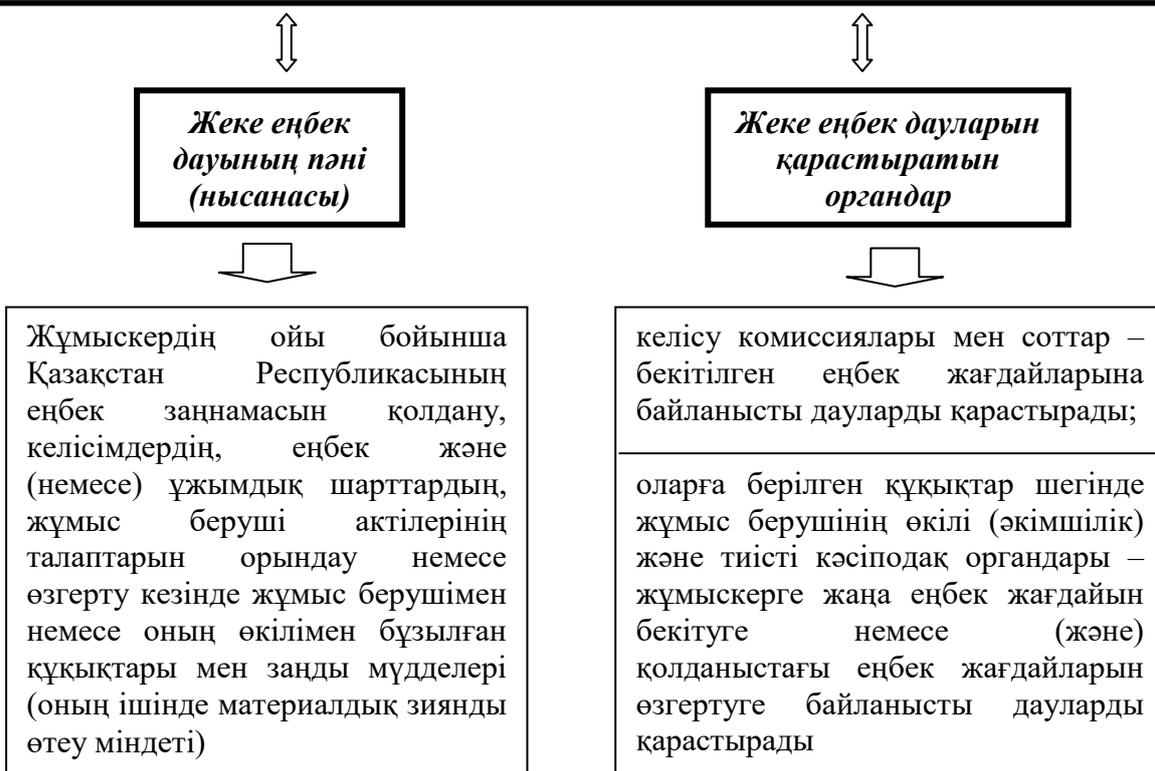 Жеке еңбек
дауының пәні
(нысанасы)
Жұмыскердің ойы бойынша
Қазақстан Республикасының
еңбек заңнамасын қолдану,
келісімдердің, еңбек және
(немесе) ұжымдық шарттардың,
жұмыс беруші актілерінің
талаптарын орындау немесе
өзгерту кезінде жұмыс берушімен
немесе оның өкілімен бұзылған
құқықтары мен заңды мүдделері
(оның ішінде материалдық зиянды
өтеу міндеті)
Жеке еңбек дауларын
қарастыратын
органдар
келісу комиссиялары мен соттар –
бекітілген еңбек жағдайларына
байланысты дауларды қарастырады;
оларға берілген құқықтар шегінде
жұмыс берушінің өкілі (әкімшілік)
және тиісті кәсіподақ органдары –
жұмыскерге жаңа еңбек жағдайын
бекітуге немесе (және)
қолданыстағы еңбек жағдайларын
өзгертуге байланысты дауларды
қарастырады